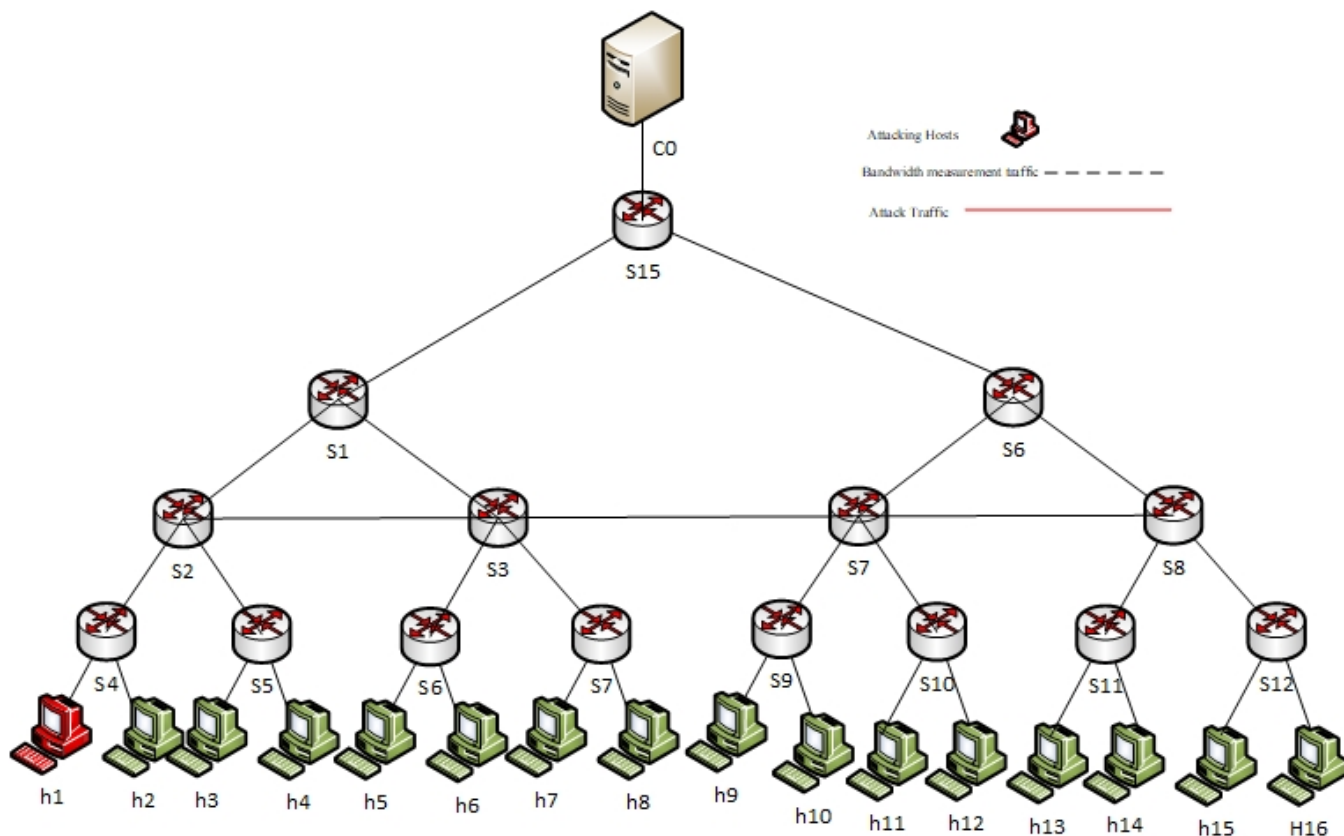 C0
Attacking Hosts
Bandwidth measurement traffic
Attack Traffic
S15
S1
S6
S2
S3
S7
S8
S4
S5
S6
S7
S9
S10
S11
S12
h1
h2
h3
h4
h5
h6
h7
h8
h9
h10
h11
h12
h13
h14
h15
H16